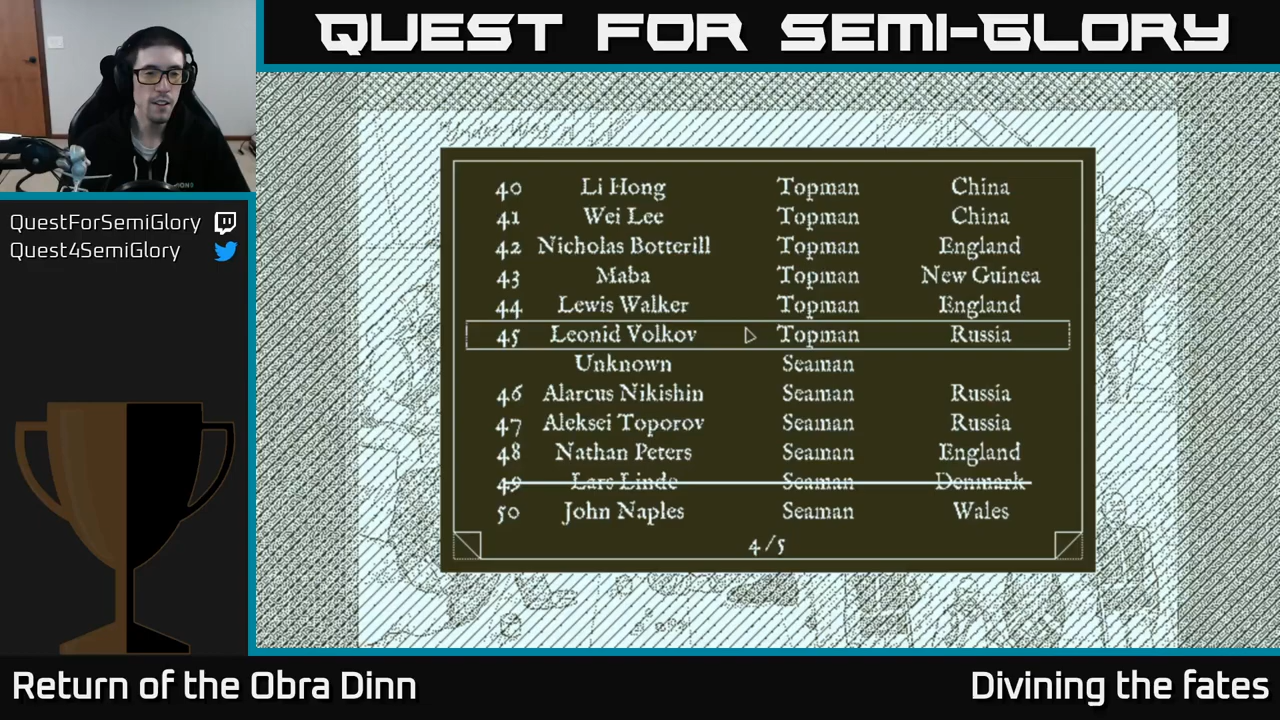 QUEST FOR SEMI-GLORY
QuestForSemiGlory
Quest4SemiGlory
40 Li Hong Topman China
41 Wei Lee Topman China
42 Nicholas Botterill Topman England
43 Maba Topman New Guinea
44 Lewis Walker Topman England
45 Leonid Volkov Topman Russia
Unknown Seaman
46 Alarcus Nikishin Seaman Russia
47 Aleksei Toporov Seaman Russia
48 Nathan Peters Seaman England
49 Lars Linde Seaman Denmark
50 John Naples Seaman Wales
4/5
Return of the Obra Dinn
Divining the fates